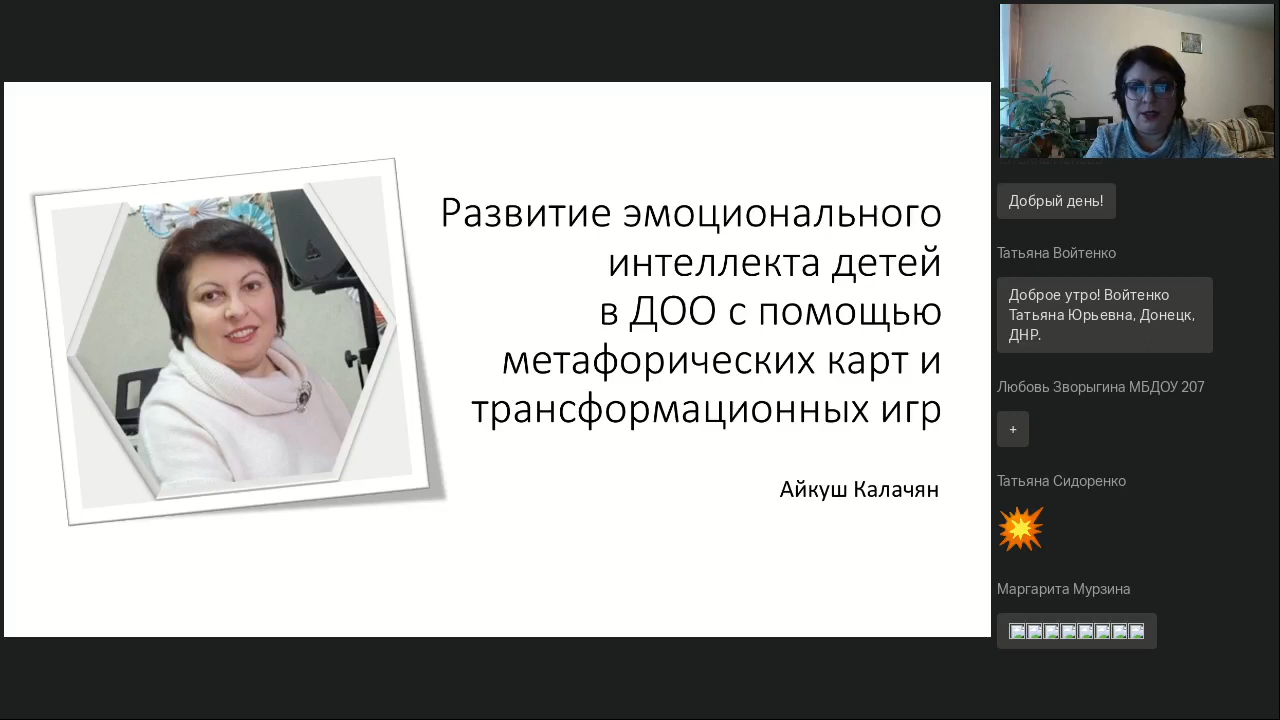 Развитие эмоционального
интеллекта детей
в ДОО с помощью
метафорических карт и
трансформационных игр
Айкуш Калачян
Добрый день!
Татьяна Войтенко
Доброе утро! Войтенко
Татьяна Юрьевна, Донецк,
ДНР.
Любовь Зворыгина МБДОУ 207
+
Татьяна Сидоренко
Маргарита Мурзина